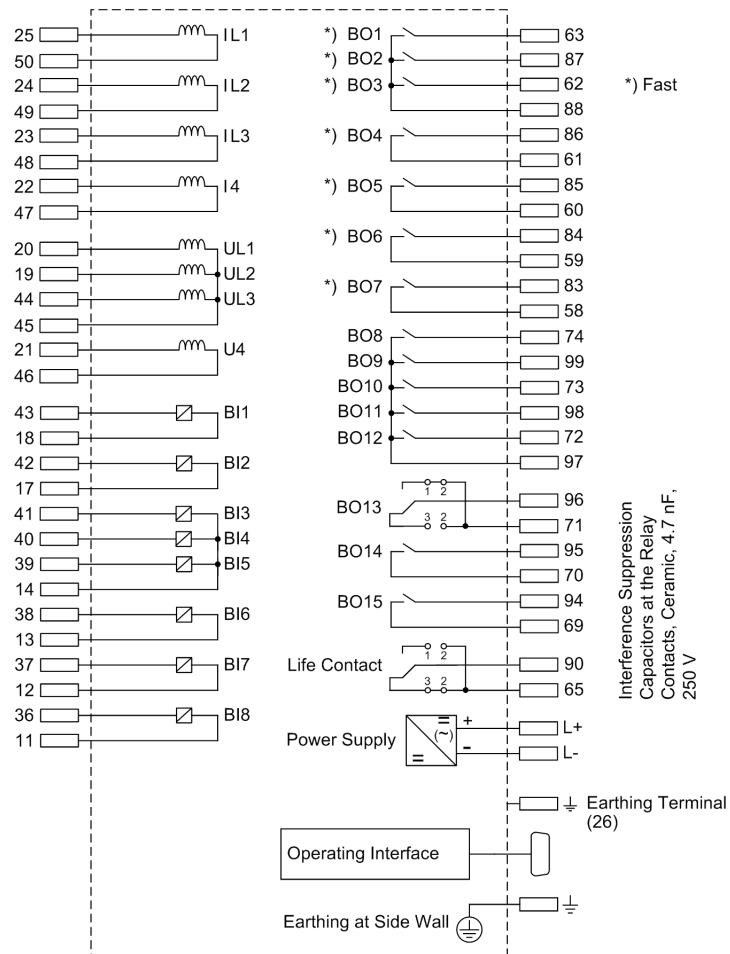 25 IL1
50
24 IL2
49
23 IL3
48
22 I4
47
20 UL1
19 UL2
44 UL3
45
21 U4
46
43 BI1
18
42 BI2
17
41 BI3
40 BI4
39 BI5
14
38 BI6
13
37 BI7
12
36 BI8
11
*) BO1 63
*) BO2 87
*) BO3 62 *) Fast
88
*) BO4 86
61
*) BO5 85
60
*) BO6 84
59
*) BO7 83
58
BO8 74
BO9 99
BO10 73
BO11 98
BO12 72
97
1 2
BO13 96
3 2
71
BO14 95
70
BO15 94
69
1 2
Life Contact 90
3 2
65
Power Supply = (~) = + L+
- L-
Earthing Terminal
(26)
Operating Interface
Earthing at Side Wall
Interference Suppression
Capacitors at the Relay
Contacts, Ceramic, 4.7 nF,
250 V